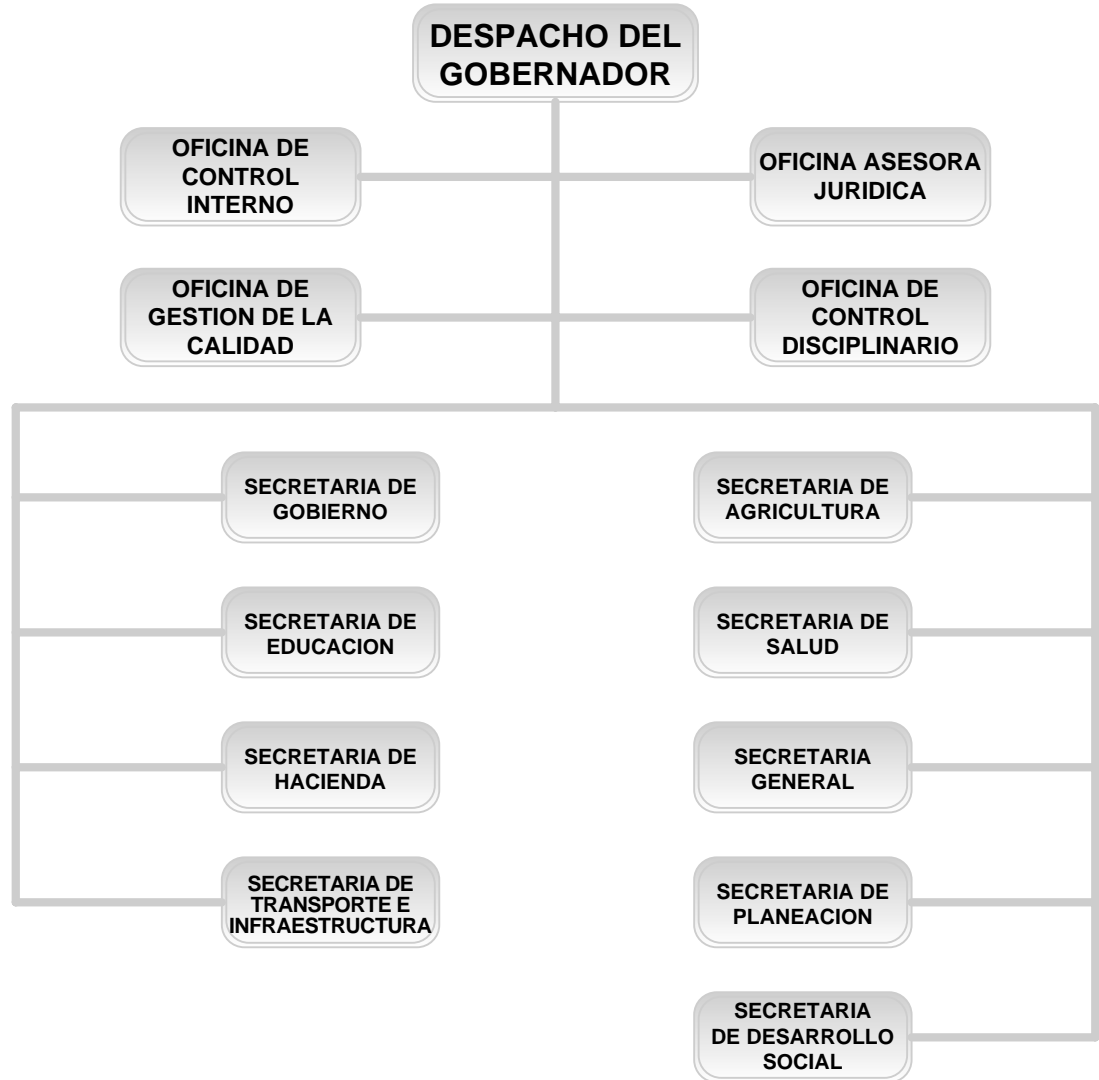 DESPACHO DEL
GOBERNADOR
OFICINA DE
CONTROL
INTERNO
OFICINA ASESORA
JURIDICA
OFICINA DE
GESTION DE LA
CALIDAD
OFICINA DE
CONTROL
DISCIPLINARIO
SECRETARIA DE
GOBIERNO
SECRETARIA DE
AGRICULTURA
SECRETARIA DE
EDUCACION
SECRETARIA DE
SALUD
SECRETARIA DE
HACIENDA
SECRETARIA
GENERAL
SECRETARIA DE
TRANSPORTE E
INFRAESTRUCTURA
SECRETARIA DE
PLANEACION
SECRETARIA
DE DESARROLLO
SOCIAL